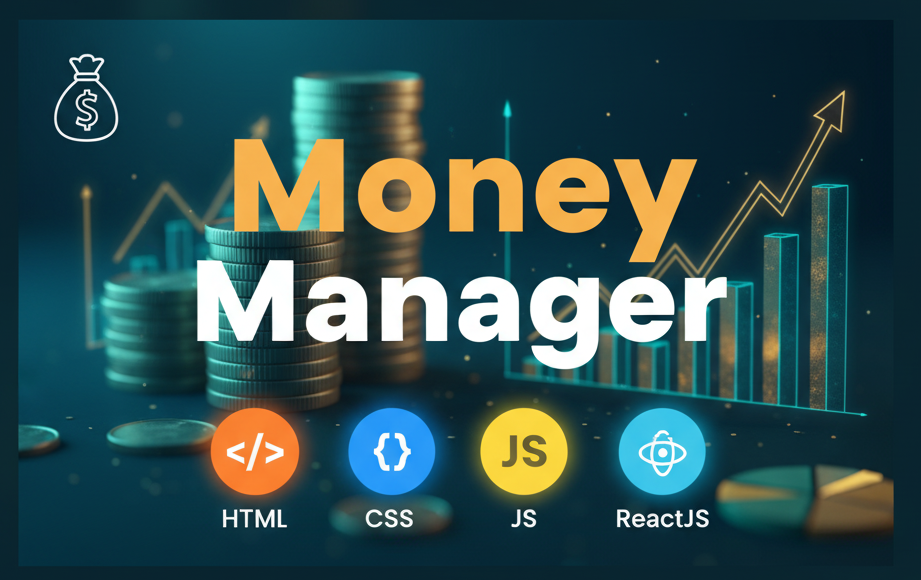 $
Money
Manager
</>
{}
JS
HTML
CSS
JS
ReactJS